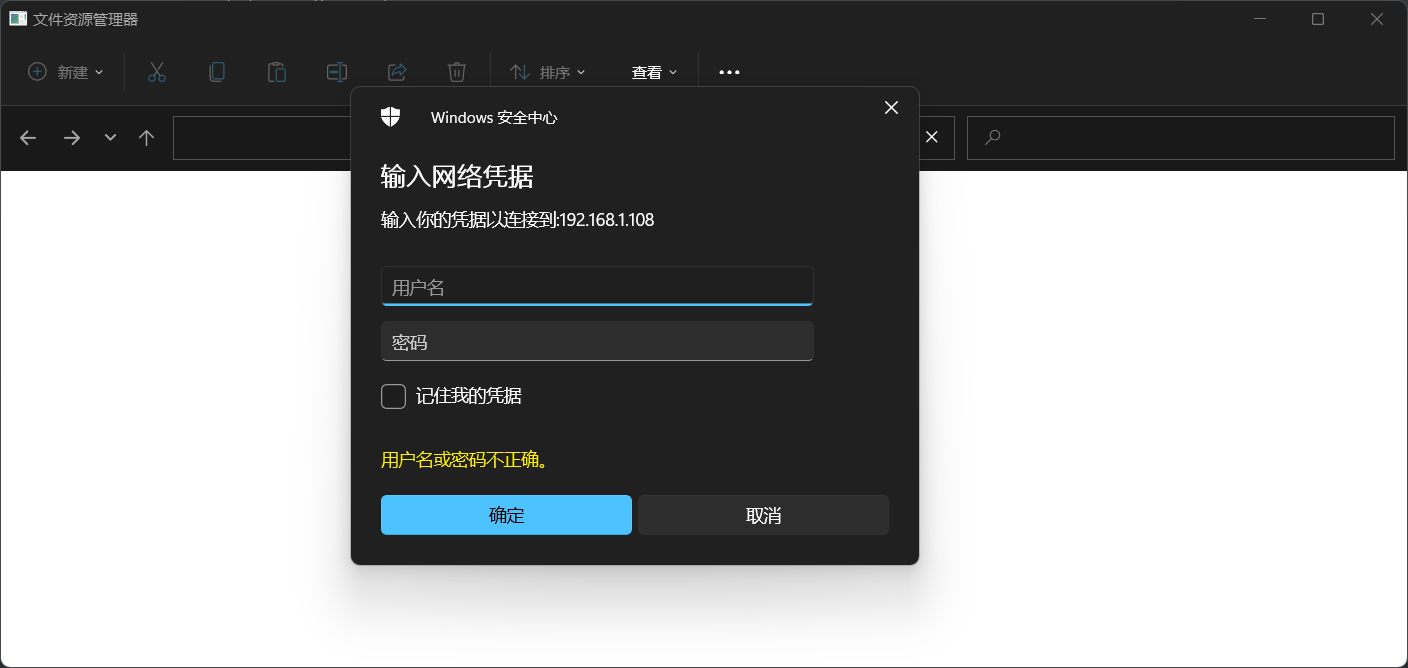 文件资源管理器
新建
排序
查看
Windows 安全中心
输入网络凭据
输入你的凭据以连接到:192.168.1.108
用户名
密码
记住我的凭据
用户名或密码不正确。
确定
取消